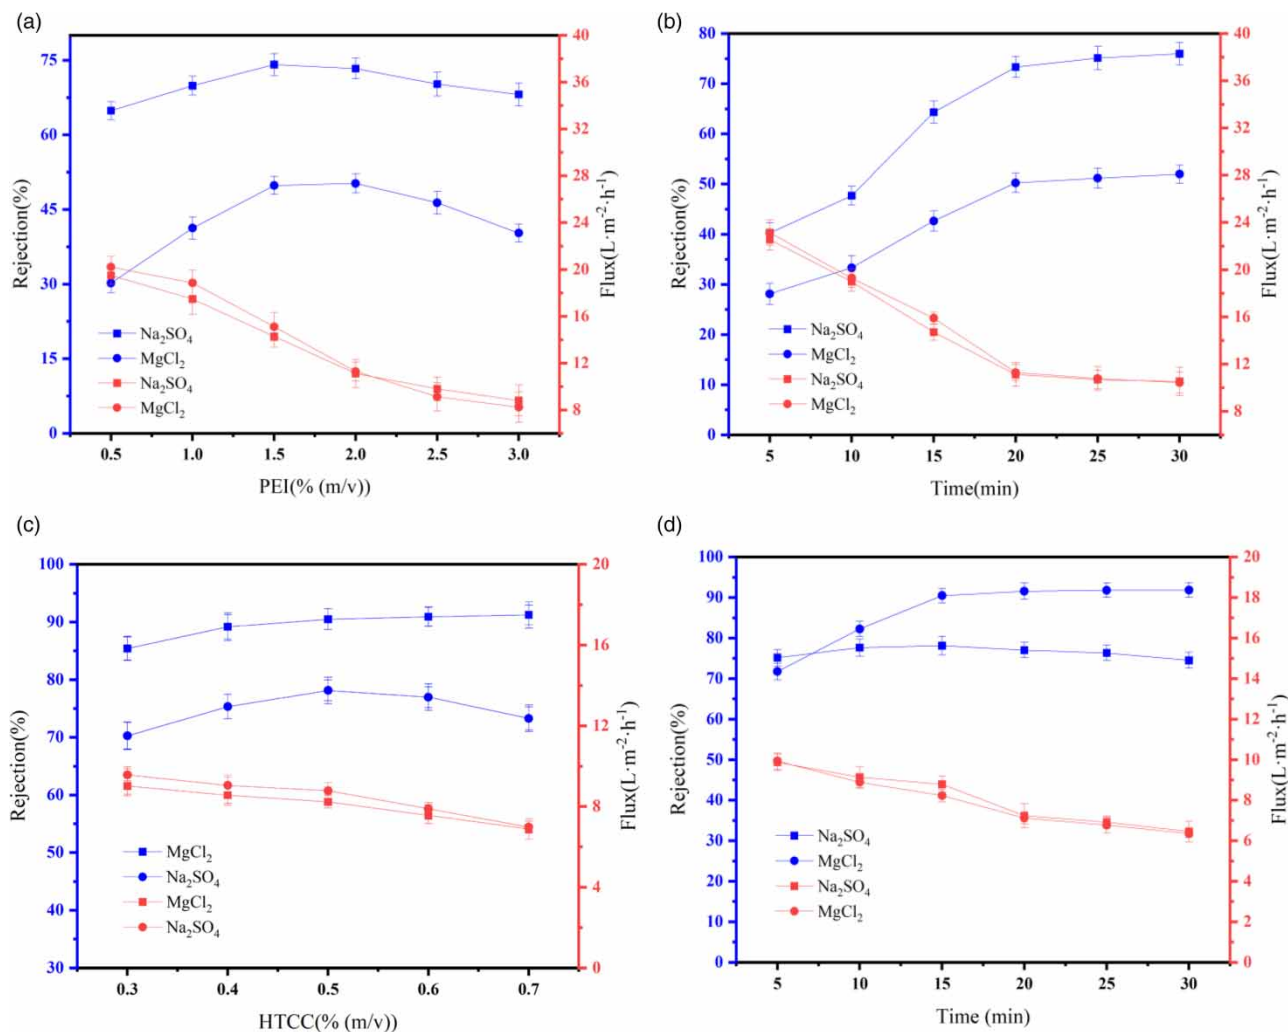 (a)
Rejection(%)
75
60
45
30
15
0
40
36
32
28
24
20
16
12
8
Flux(L·m⁻²·h⁻¹)
Na₂SO₄
MgCl₂
Na₂SO₄
MgCl₂
0.5 1.0 1.5 2.0 2.5 3.0
PEI(% (m/v))
(b)
Rejection(%)
80
70
60
50
40
30
20
10
0
40
36
32
28
24
20
16
12
8
Flux(L·m⁻²·h⁻¹)
Na₂SO₄
MgCl₂
Na₂SO₄
MgCl₂
5 10 15 20 25 30
Time(min)
(c)
Rejection(%)
100
90
80
70
60
50
40
30
20
16
12
8
4
0
Flux(L·m⁻²·h⁻¹)
MgCl₂
Na₂SO₄
MgCl₂
Na₂SO₄
0.3 0.4 0.5 0.6 0.7
HTCC(% (m/v))
(d)
Rejection(%)
100
90
80
70
60
50
40
30
20
10
0
20
18
16
14
12
10
8
6
4
2
0
Flux(L·m⁻²·h⁻¹)
Na₂SO₄
MgCl₂
Na₂SO₄
MgCl₂
5 10 15 20 25 30
Time (min)